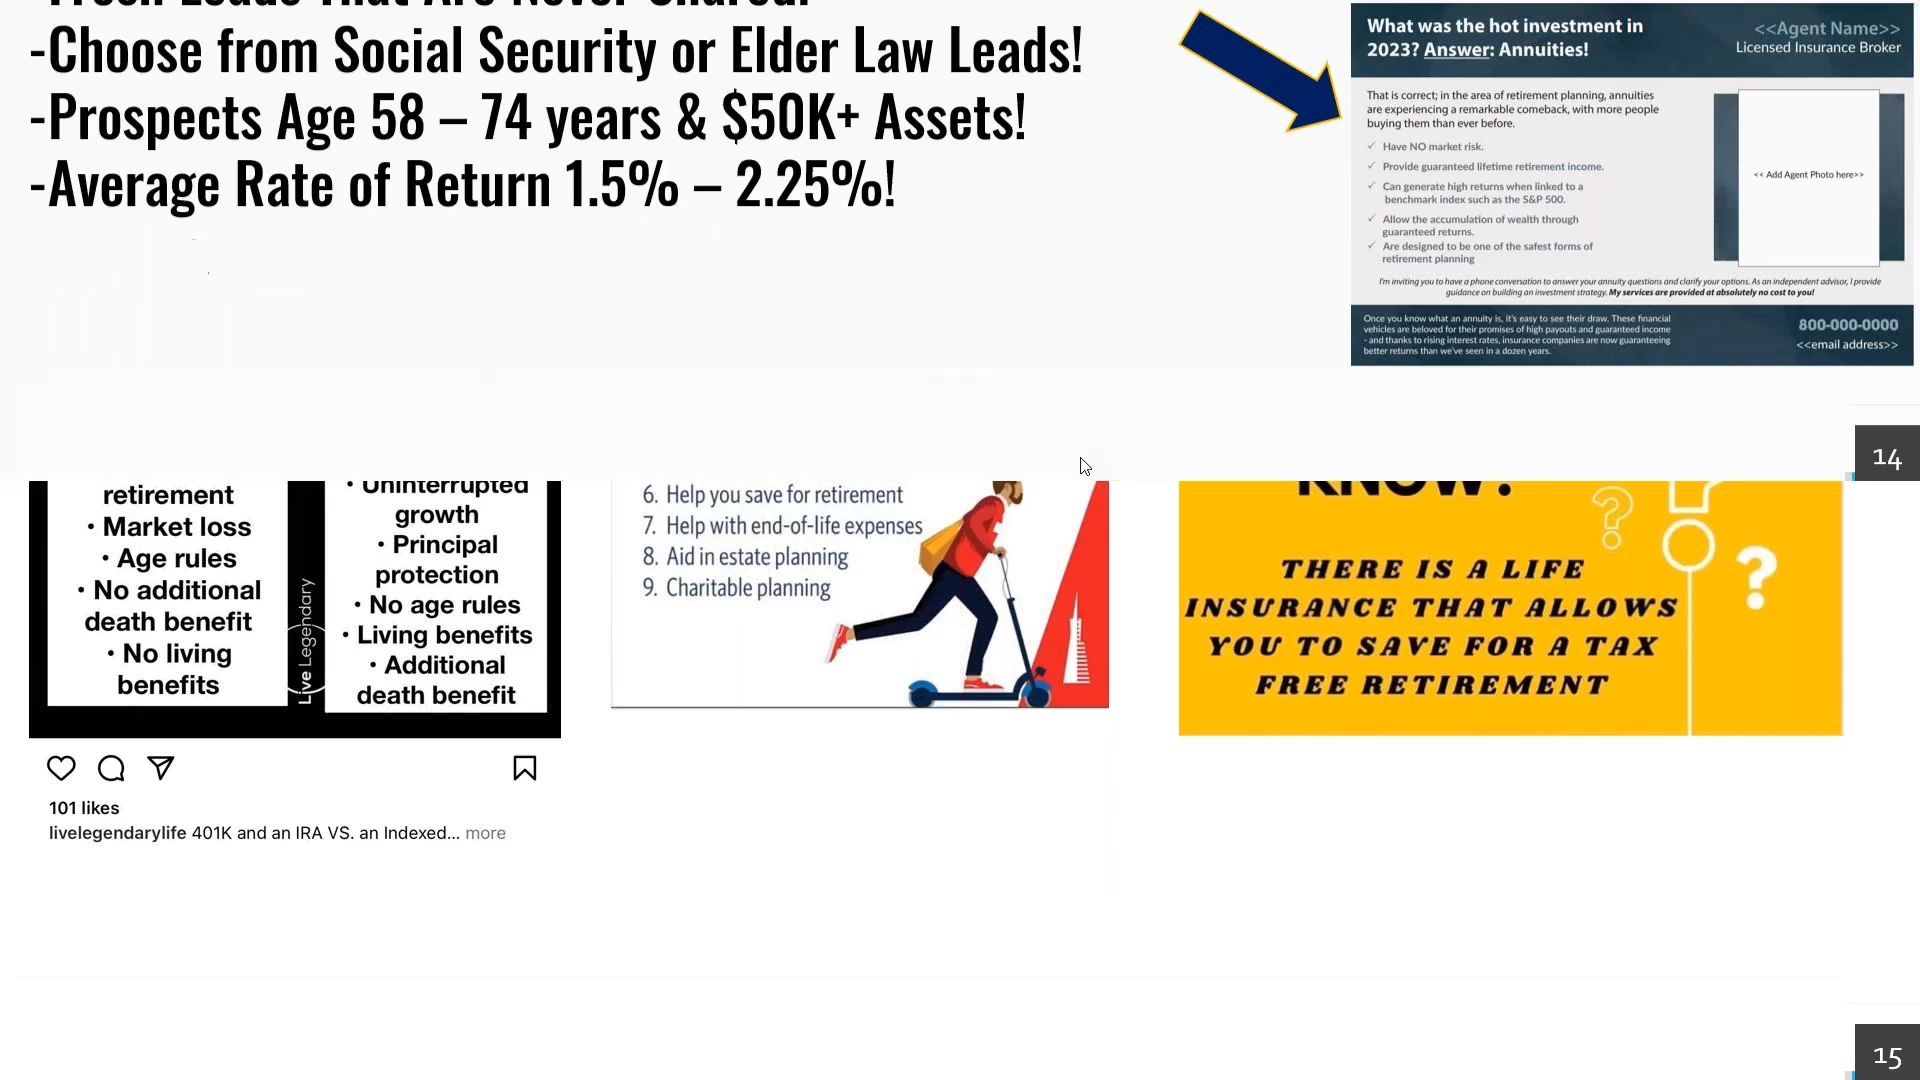 -Fresh Leads That Are Never Shared!
-Choose from Social Security or Elder Law Leads!
-Prospects Age 58 – 74 years & $50K+ Assets!
-Average Rate of Return 1.5% – 2.25%!
What was the hot investment in
2023? Answer: Annuities!
<<Agent Name>>
Licensed Insurance Broker
That is correct; in the area of retirement planning, annuities
are experiencing a remarkable comeback, with more people
buying them than ever before.
✓ Have NO market risk.
✓ Provide guaranteed lifetime retirement income.
✓ Can generate high returns when linked to a
benchmark index such as the S&P 500.
✓ Allow the accumulation of wealth through
guaranteed returns.
✓ Are designed to be one of the safest forms of
retirement planning
<< Add Agent Photo here>>
I'm inviting you to have a phone conversation to answer your annuity questions and clarify your options. As an independent advisor, I provide
guidance on building an investment strategy. My services are provided at absolutely no cost to you!
Once you know what an annuity is, it's easy to see their draw. These financial
vehicles are beloved for their promises of high payouts and guaranteed income
- and thanks to rising interest rates, insurance companies are now guaranteeing
better returns than we've seen in a dozen years.
800-000-0000
<<email address>>
14
retirement
• Market loss
• Age rules
• No additional
death benefit
• No living
benefits
Live Legendary
• Uninterrupted
growth
• Principal
protection
• No age rules
• Living benefits
• Additional
death benefit
101 likes
livelegendarylife 401K and an IRA VS. an Indexed... more
6. Help you save for retirement
7. Help with end-of-life expenses
8. Aid in estate planning
9. Charitable planning
KNOW?
THERE IS A LIFE
INSURANCE THAT ALLOWS
YOU TO SAVE FOR A TAX
FREE RETIREMENT
15